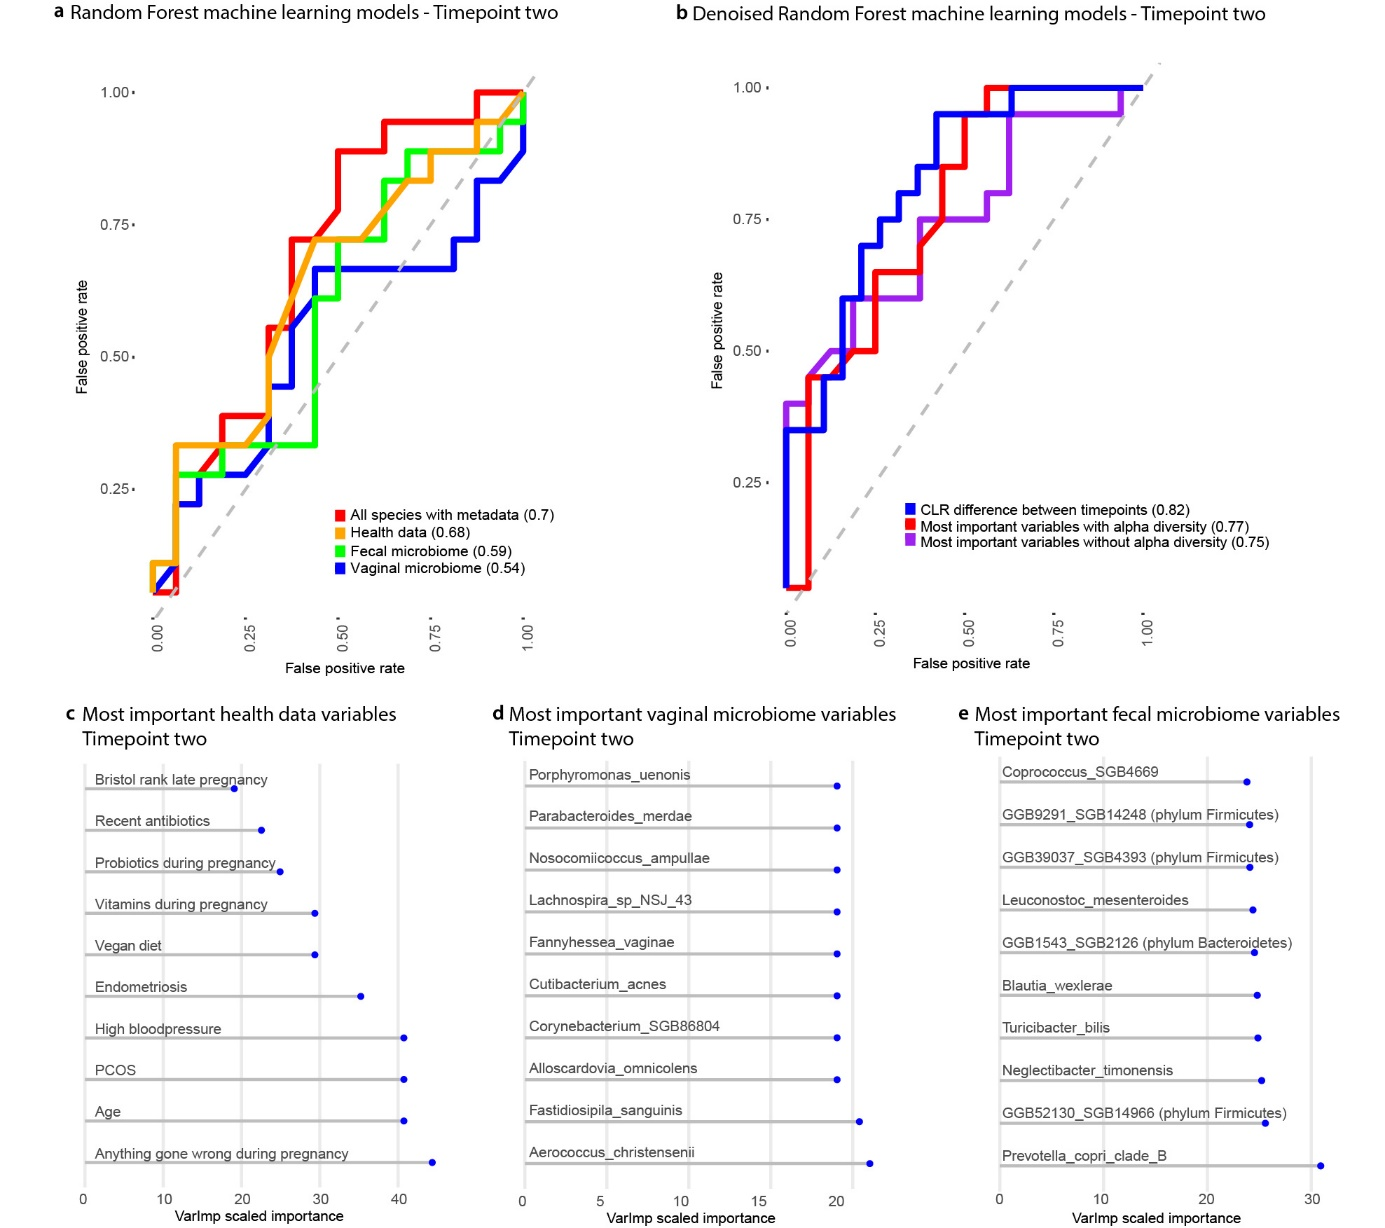 a Random Forest machine learning models - Timepoint two
1.00
0.75
0.50
0.25
False positive rate
All species with metadata (0.7)
Health data (0.68)
Fecal microbiome (0.59)
Vaginal microbiome (0.54)
0.00
0.25
0.50
0.75
1.00
False positive rate
b Denoised Random Forest machine learning models - Timepoint two
1.00
0.75
0.50
0.25
False positive rate
CLR difference between timepoints (0.82)
Most important variables with alpha diversity (0.77)
Most important variables without alpha diversity (0.75)
0.00
0.25
0.50
0.75
1.00
False positive rate
c Most important health data variables
Timepoint two
Bristol rank late pregnancy
Recent antibiotics
Probiotics during pregnancy
Vitamins during pregnancy
Vegan diet
Endometriosis
High bloodpressure
PCOS
Age
Anything gone wrong during pregnancy
0 10 20 30 40
VarImp scaled importance
d Most important vaginal microbiome variables
Timepoint two
Porphyromonas_uenonis
Parabacteroides_merdae
Nosocomiicoccus_ampullae
Lachnospira_sp_NSJ_43
Fannyhessea_vaginae
Cutibacterium_acnes
Corynebacterium_SGB86804
Alloscardovia_omnicolens
Fastidiosipila_sanguinis
Aerococcus_christensenii
0 5 10 15 20
VarImp scaled importance
e Most important fecal microbiome variables
Timepoint two
Coprococcus_SGB4669
GGB9291_SGB14248 (phylum Firmicutes)
GGB39037_SGB4393 (phylum Firmicutes)
Leuconostoc_mesenteroides
GGB1543_SGB2126 (phylum Bacteroidetes)
Blautia_wexlerae
Turicibacter_bilis
Neglectibacter_timonensis
GGB52130_SGB14966 (phylum Firmicutes)
Prevotella_copri_clade_B
0 10 20 30
VarImp scaled importance